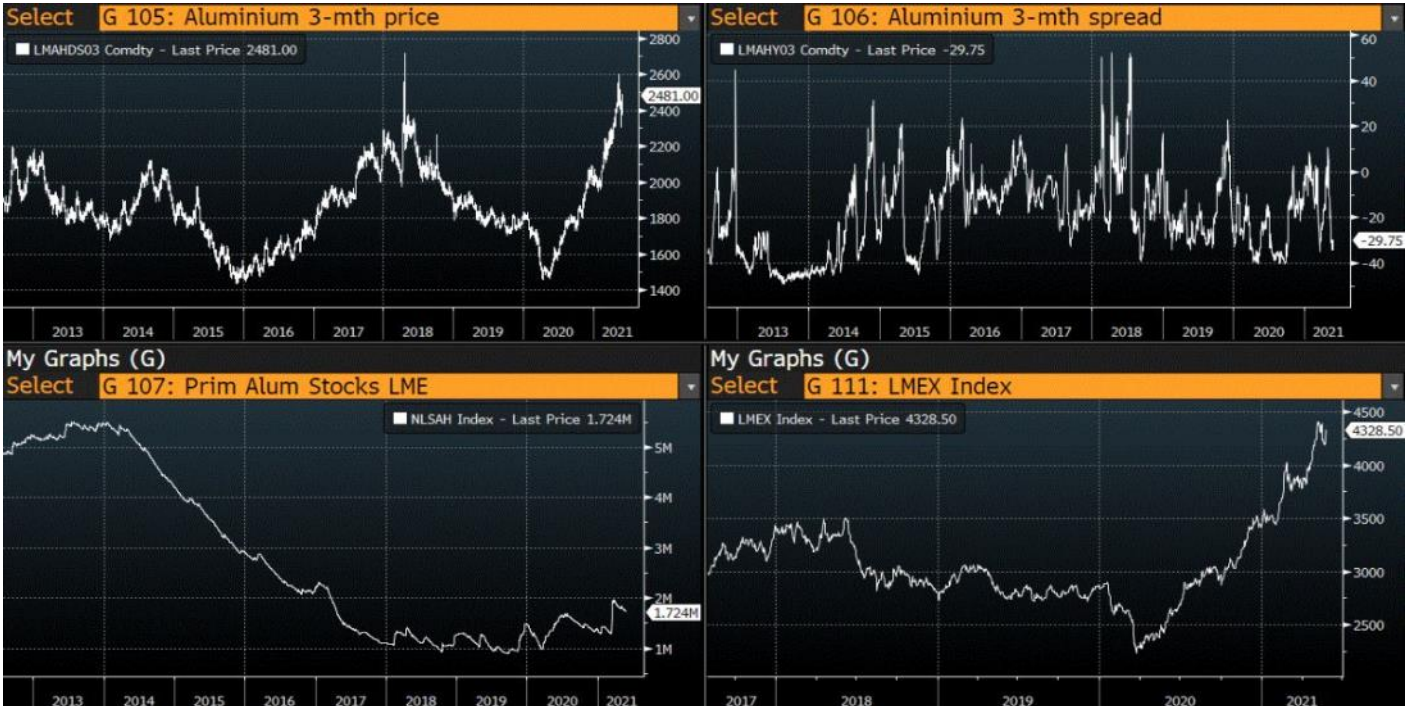 Select G 105: Aluminium 3-mth price
LMAHDS03 Comdty - Last Price 2481.00
2800
2600
2481.00
2400
2200
2000
1800
1600
1400
2013 2014 2015 2016 2017 2018 2019 2020 2021
Select G 106: Aluminium 3-mth spread
LMAHY03 Comdty - Last Price -29.75
60
40
20
0
-20
-29.75
-40
2013 2014 2015 2016 2017 2018 2019 2020 2021
My Graphs (G)
Select G 107: Prim Alum Stocks LME
NLSAH Index - Last Price 1.724M
5M
4M
3M
2M
1.724M
1M
2013 2014 2015 2016 2017 2018 2019 2020 2021
My Graphs (G)
Select G 111: LMEX Index
LMEX Index - Last Price 4328.50
4500
4328.50
4000
3500
3000
2500
2017 2018 2019 2020 2021